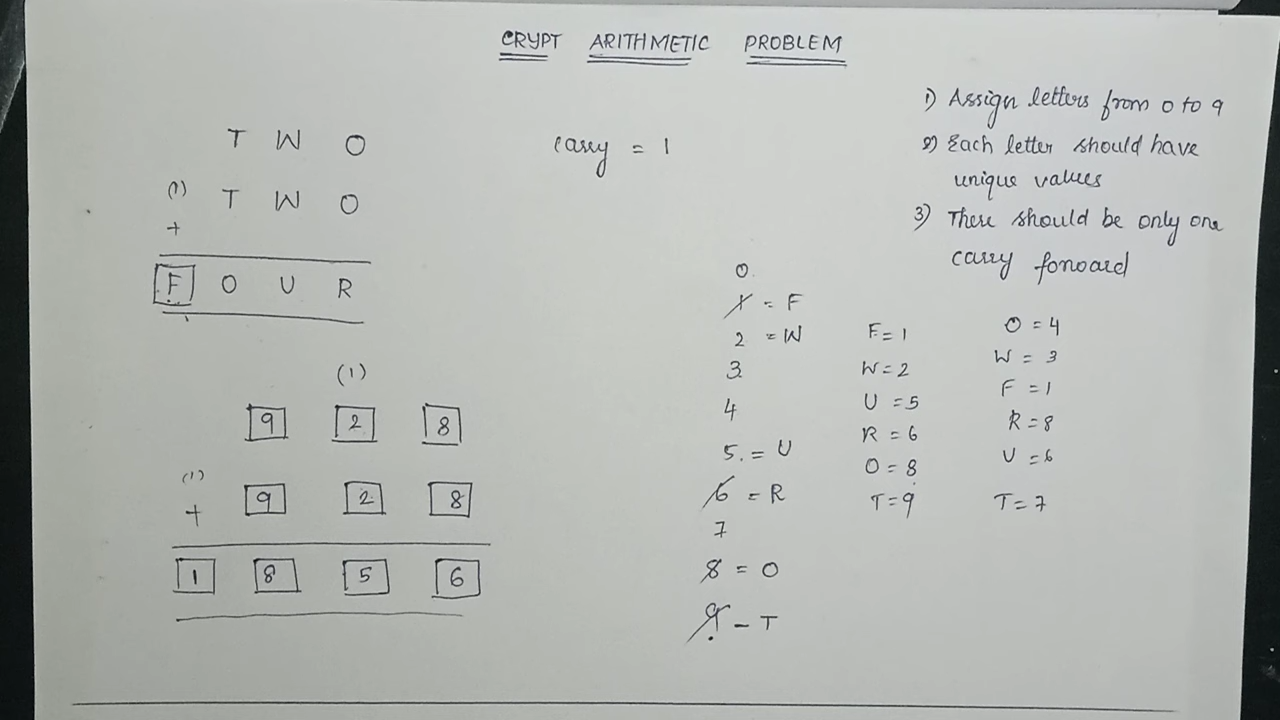 CRYPT ARITHMETIC PROBLEM
1) Assign letters from 0 to 9
2) Each letter should have
unique values
3) There should be only one
carry forward
T W O
(1) T W O
+
F O U R
carry = 1
(1)
9 2 8
(1)
+ 9 2 8
1 8 5 6
0
1 = F
2 = W
3
4
5. = U
6 = R
7
8 = O
9 - T
F = 1
W = 2
U = 5
R = 6
O = 8
T = 9
O = 4
W = 3
F = 1
R = 8
U = 6
T = 7